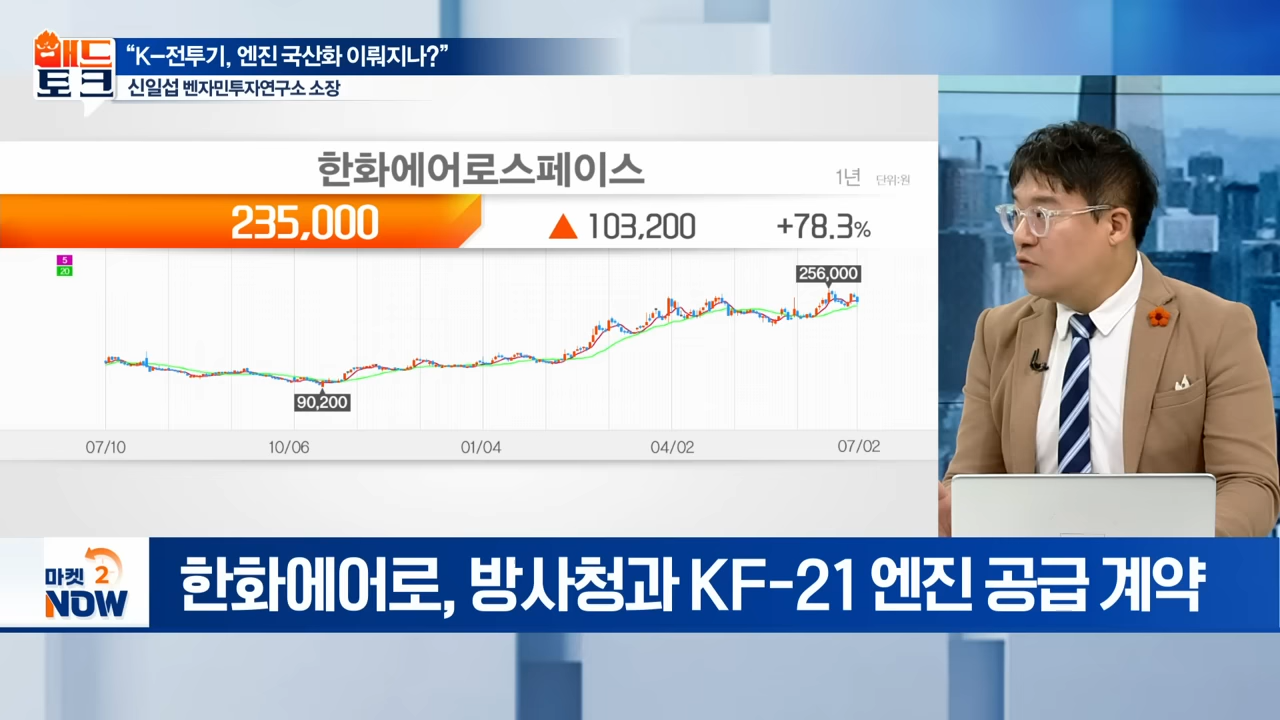 매드
토크
“K-전투기, 엔진 국산화 이뤄지나?”
신일섭 벤자민투자연구소 소장
한화에어로스페이스
1년 단위:원
235,000 ▲ 103,200 +78.3%
5
20
256,000
90,200
07/10 10/06 01/04 04/02 07/02
마켓 2
NOW
한화에어로, 방사청과 KF-21 엔진 공급 계약